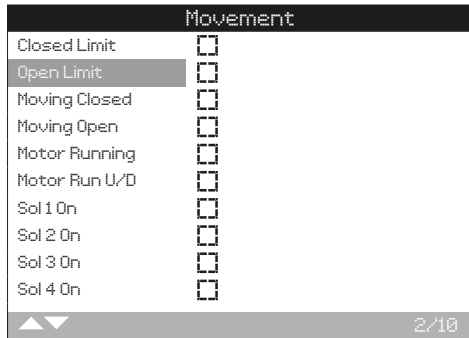 Movement
Closed Limit
Open Limit
Moving Closed
Moving Open
Motor Running
Motor Run U/D
Sol 1 On
Sol 2 On
Sol 3 On
Sol 4 On
2/10